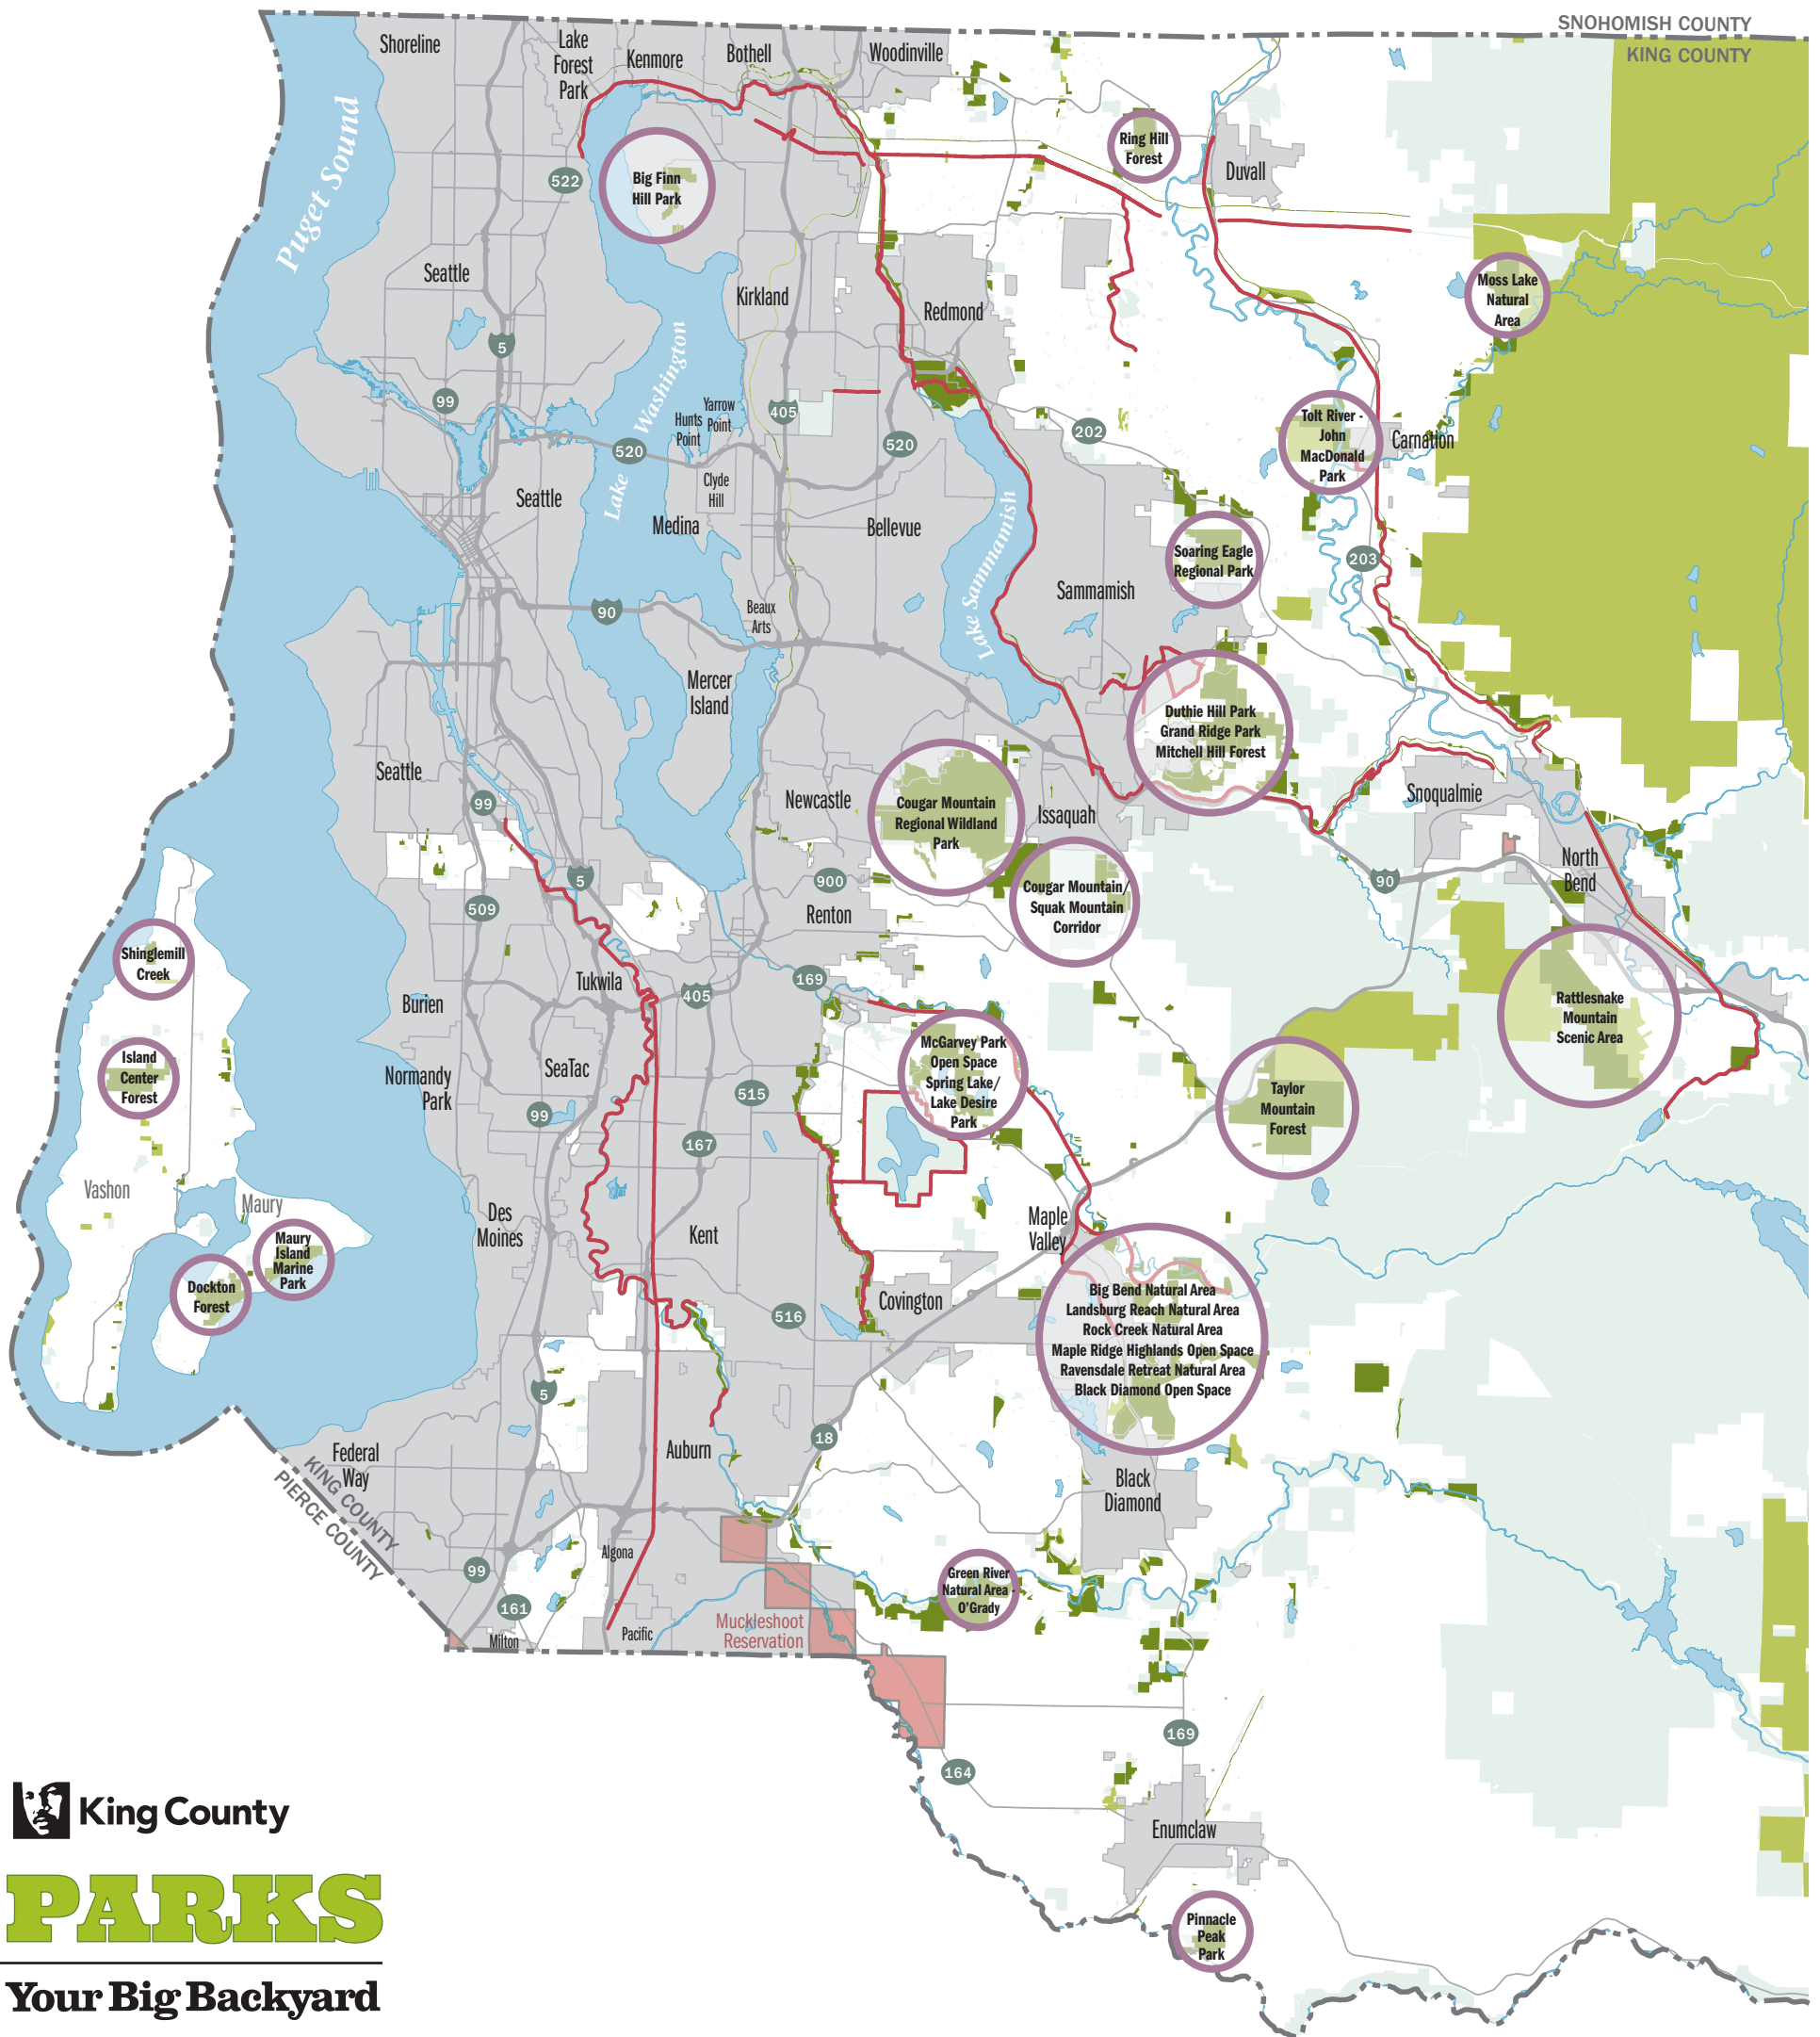 SNOHOMISH COUNTY
KING COUNTY
Shoreline
Lake
Forest
Park
Kenmore
Bothell
Woodinville
Puget Sound
522
Big Finn
Hill Park
Ring Hill
Forest
Duvall
Seattle
Kirkland
Redmond
Moss Lake
Natural
Area
5
99
Lake Washington
Hunts
Point
Yarrow
Point
405
520
520
202
Tolt River -
John
MacDonald
Park
Carnation
Seattle
Clyde
Hill
Medina
Bellevue
Lake Sammamish
Soaring Eagle
Regional Park
203
Sammamish
90
Beaux
Arts
Mercer
Island
Duthie Hill Park
Grand Ridge Park
Mitchell Hill Forest
Seattle
99
Newcastle
Cougar Mountain
Regional Wildland
Park
Issaquah
Snoqualmie
North
Bend
90
5
509
900
Renton
Cougar Mountain/
Squak Mountain
Corridor
Shinglemill
Creek
Tukwila
405
169
Burien
Rattlesnake
Mountain
Scenic Area
Island
Center
Forest
SeaTac
Normandy
Park
99
515
167
McGarvey Park
Open Space
Spring Lake/
Lake Desire
Park
Taylor
Mountain
Forest
Vashon
Maury
Maury
Island
Marine
Park
Dockton
Forest
Des
Moines
Kent
Maple
Valley
516
Covington
Big Bend Natural Area
Landsburg Reach Natural Area
Rock Creek Natural Area
Maple Ridge Highlands Open Space
Ravensdale Retreat Natural Area
Black Diamond Open Space
5
18
Federal
Way
Auburn
KING COUNTY
PIERCE COUNTY
Black
Diamond
Algona
99
161
Milton
Pacific
Muckleshoot
Reservation
Green River
Natural Area -
O'Grady
169
164
Enumclaw
King County
PARKS
Your Big Backyard
Pinnacle
Peak
Park